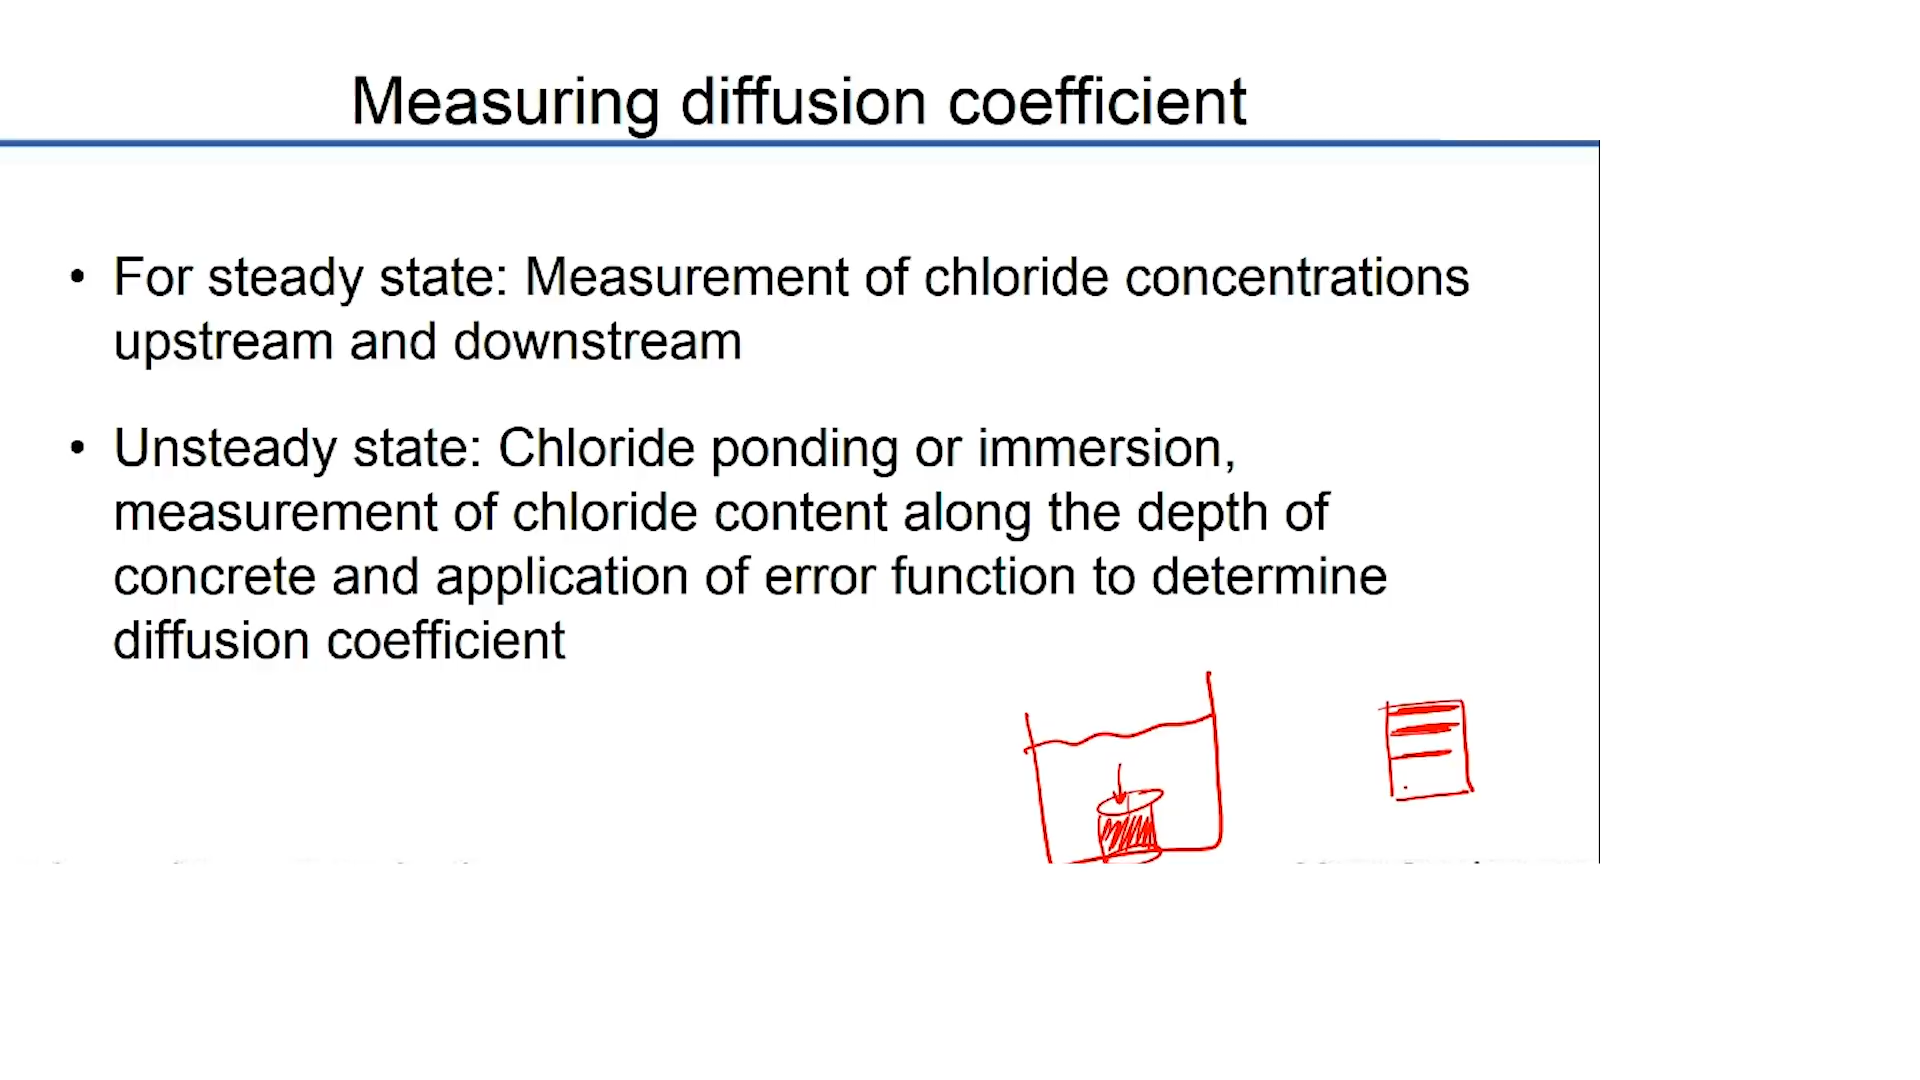 Measuring diffusion coefficient
• For steady state: Measurement of chloride concentrations
upstream and downstream
• Unsteady state: Chloride ponding or immersion,
measurement of chloride content along the depth of
concrete and application of error function to determine
diffusion coefficient